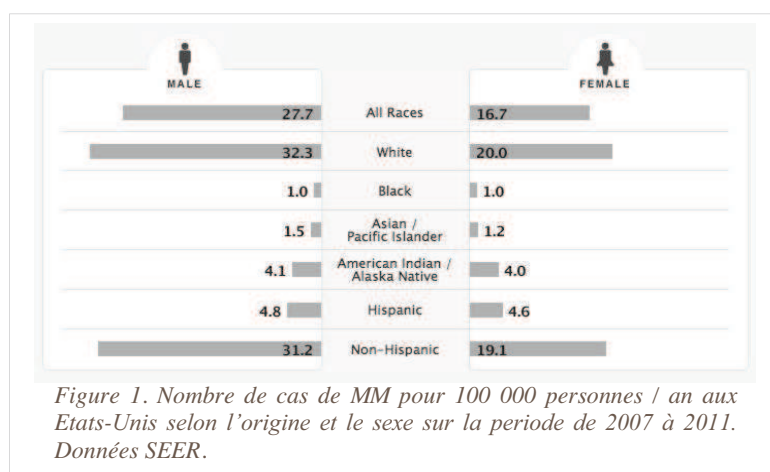 MALE
FEMALE
27.7 All Races 16.7
32.3 White 20.0
1.0 Black 1.0
1.5 Asian / Pacific Islander 1.2
4.1 American Indian / Alaska Native 4.0
4.8 Hispanic 4.6
31.2 Non-Hispanic 19.1
Figure 1. Nombre de cas de MM pour 100 000 personnes / an aux
Etats-Unis selon l’origine et le sexe sur la periode de 2007 à 2011.
Données SEER.